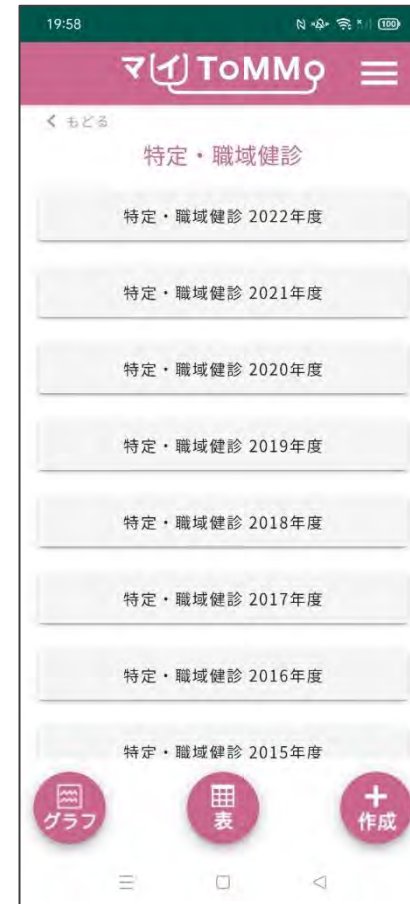 19:58
100
マイToMMo
もどる
特定・職域健診
特定・職域健診 2022年度
特定・職域健診 2021年度
特定・職域健診 2020年度
特定・職域健診 2019年度
特定・職域健診 2018年度
特定・職域健診 2017年度
特定・職域健診 2016年度
特定・職域健診 2015年度
グラフ
表
作成